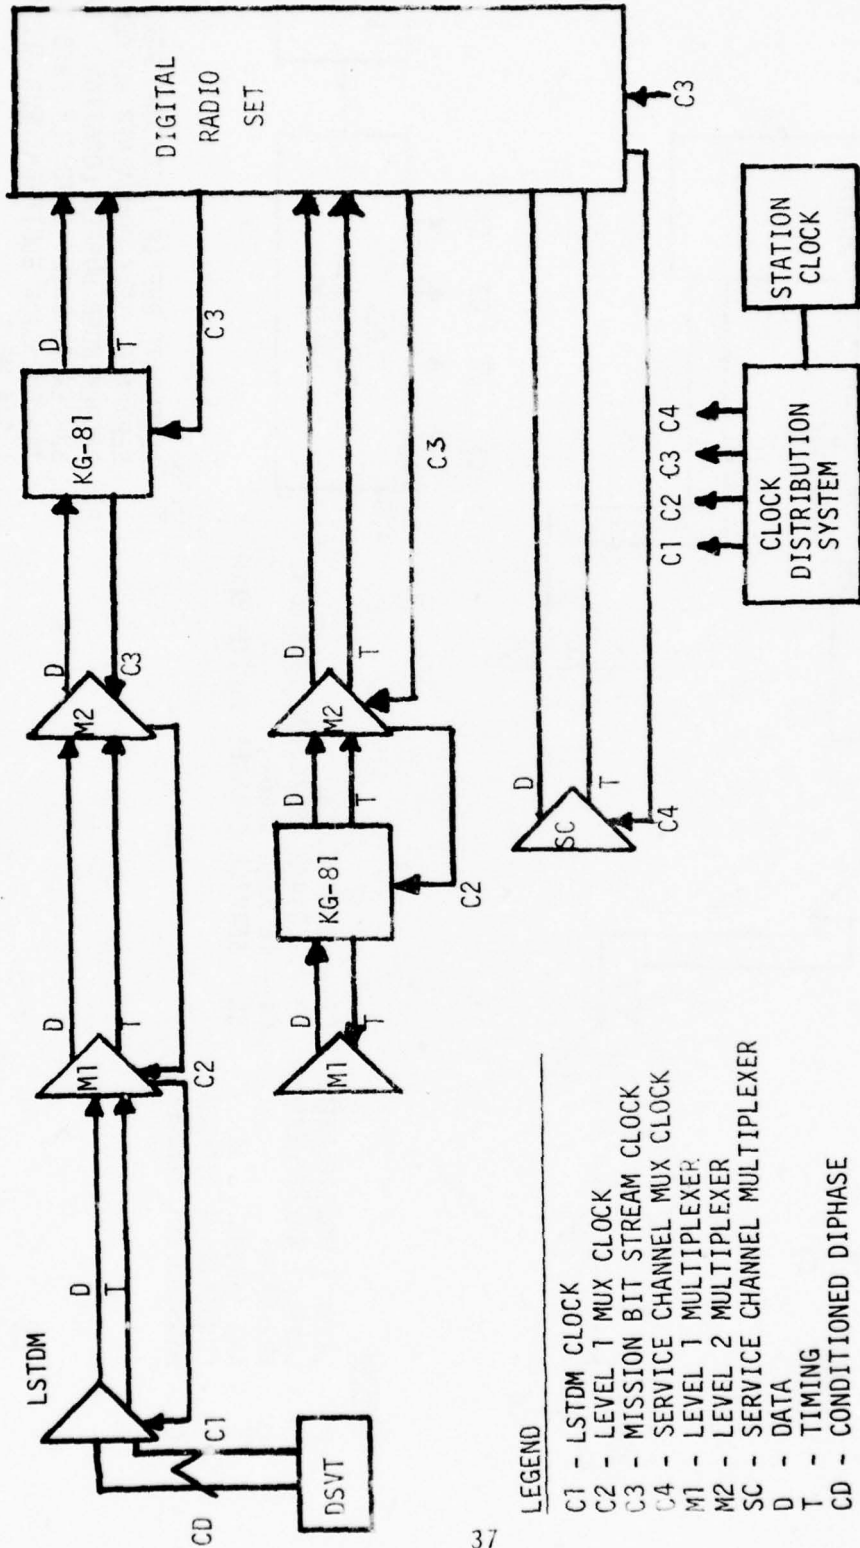 LSTDM
D
T
C1
CD
DSVT
M1
D
T
C2
M2
D
C3
KG-81
D
T
C3
DIGITAL
RADIO
SET
M1
D
T
KG-81
D
T
C2
M2
D
T
C3
SC
D
T
C4
C3
C1 C2 C3 C4
CLOCK
DISTRIBUTION
SYSTEM
STATION
CLOCK
LEGEND
C1 - LSTDM CLOCK
C2 - LEVEL 1 MUX CLOCK
C3 - MISSION BIT STREAM CLOCK
C4 - SERVICE CHANNEL MUX CLOCK
M1 - LEVEL 1 MULTIPLEXER
M2 - LEVEL 2 MULTIPLEXER
SC - SERVICE CHANNEL MULTIPLEXER
D - DATA
T - TIMING
CD - CONDITIONED DIPHASE
37